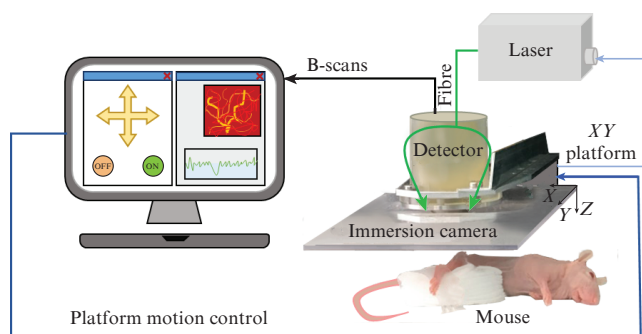 Laser
B-scans
Fibre
Detector
XY
platform
OFF
ON
X
Y
Z
Immersion camera
Platform motion control
Mouse